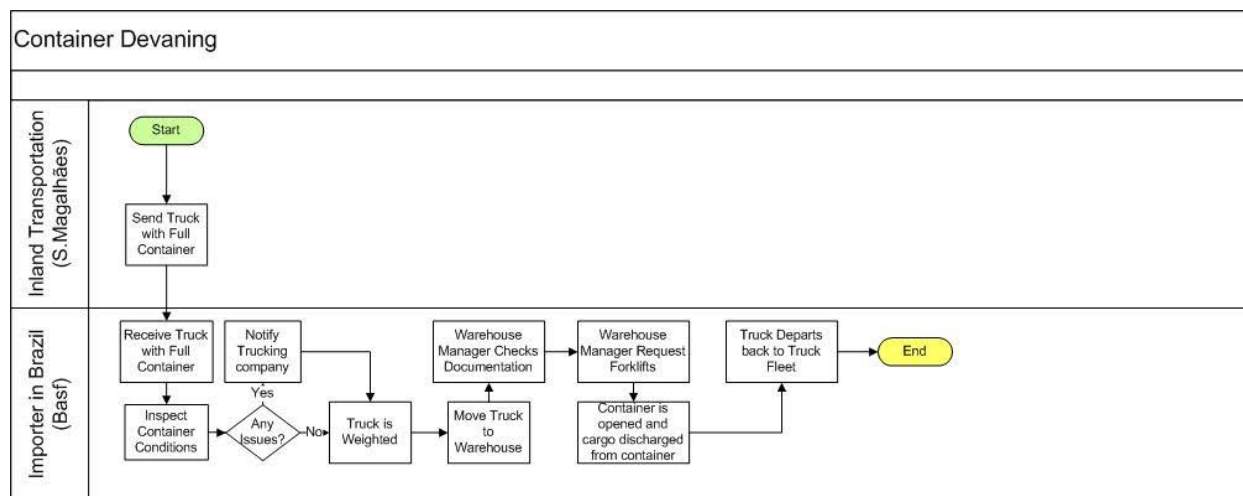 Container Devaning
Inland Transportation
(S.Magalhães)
Start
Send Truck
with Full
Container
Importer in Brazil
(Basf)
Receive Truck
with Full
Container
Inspect
Container
Conditions
Any
Issues?
Yes
Notify
Trucking
company
No
Truck is
Weighted
Move Truck
to
Warehouse
Warehouse
Manager Checks
Documentation
Warehouse
Manager Request
Forklifts
Container is
opened and
cargo discharged
from container
Truck Departs
back to Truck
Fleet
End